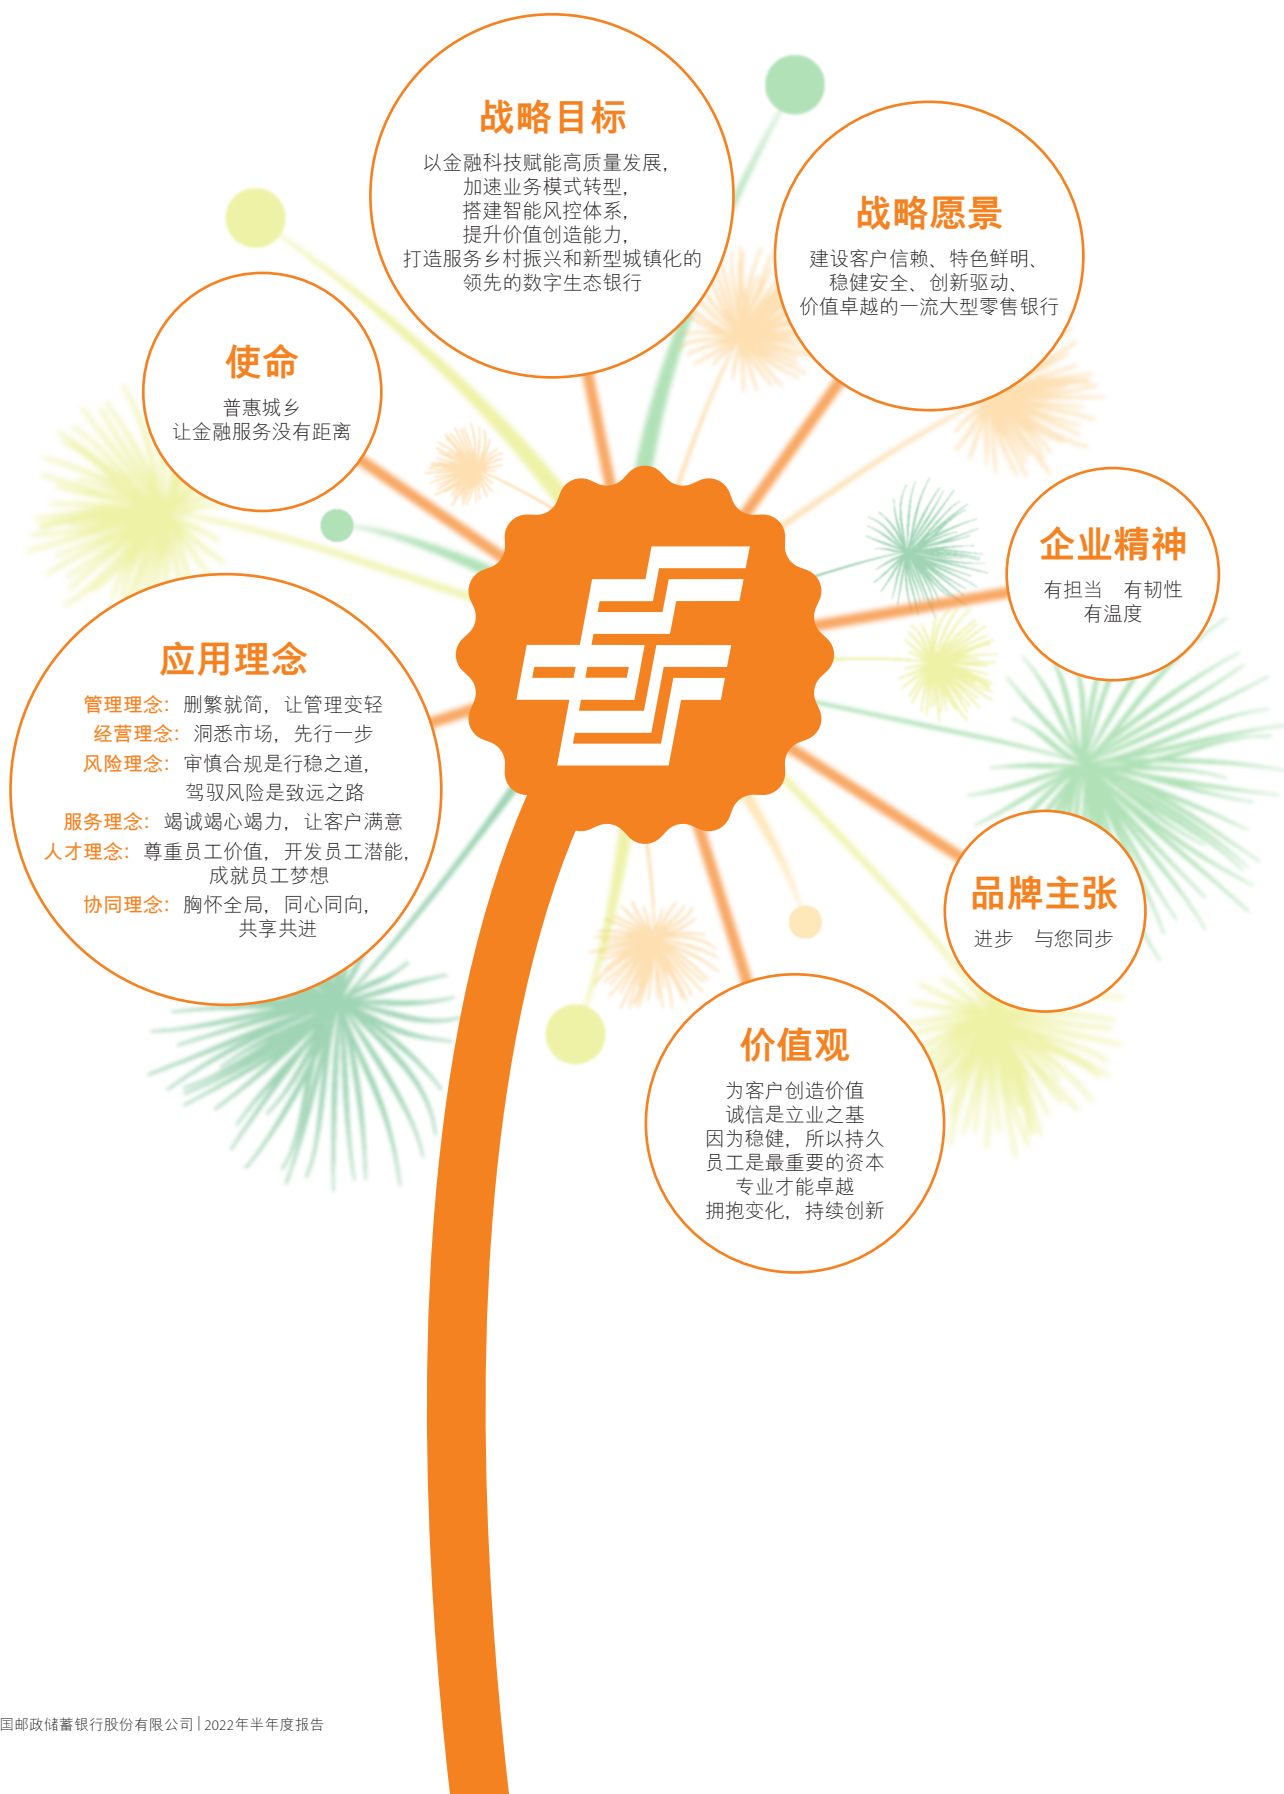 战略目标
以金融科技赋能高质量发展，
加速业务模式转型，
搭建智能风控体系，
提升价值创造能力，
打造服务乡村振兴和新型城镇化的
领先的数字生态银行
战略愿景
建设客户信赖、特色鲜明、
稳健安全、创新驱动、
价值卓越的一流大型零售银行
使命
普惠城乡
让金融服务没有距离
企业精神
有担当　有韧性
有温度
应用理念
管理理念：删繁就简，让管理变轻
经营理念：洞悉市场，先行一步
风险理念：审慎合规是行稳之道，
驾驭风险是致远之路
服务理念：竭诚竭心竭力，让客户满意
人才理念：尊重员工价值，开发员工潜能，
成就员工梦想
协同理念：胸怀全局，同心同向，
共享共进
品牌主张
进步　与您同步
价值观
为客户创造价值
诚信是立业之基
因为稳健，所以持久
员工是最重要的资本
专业才能卓越
拥抱变化，持续创新
国邮政储蓄银行股份有限公司 | 2022年半年度报告